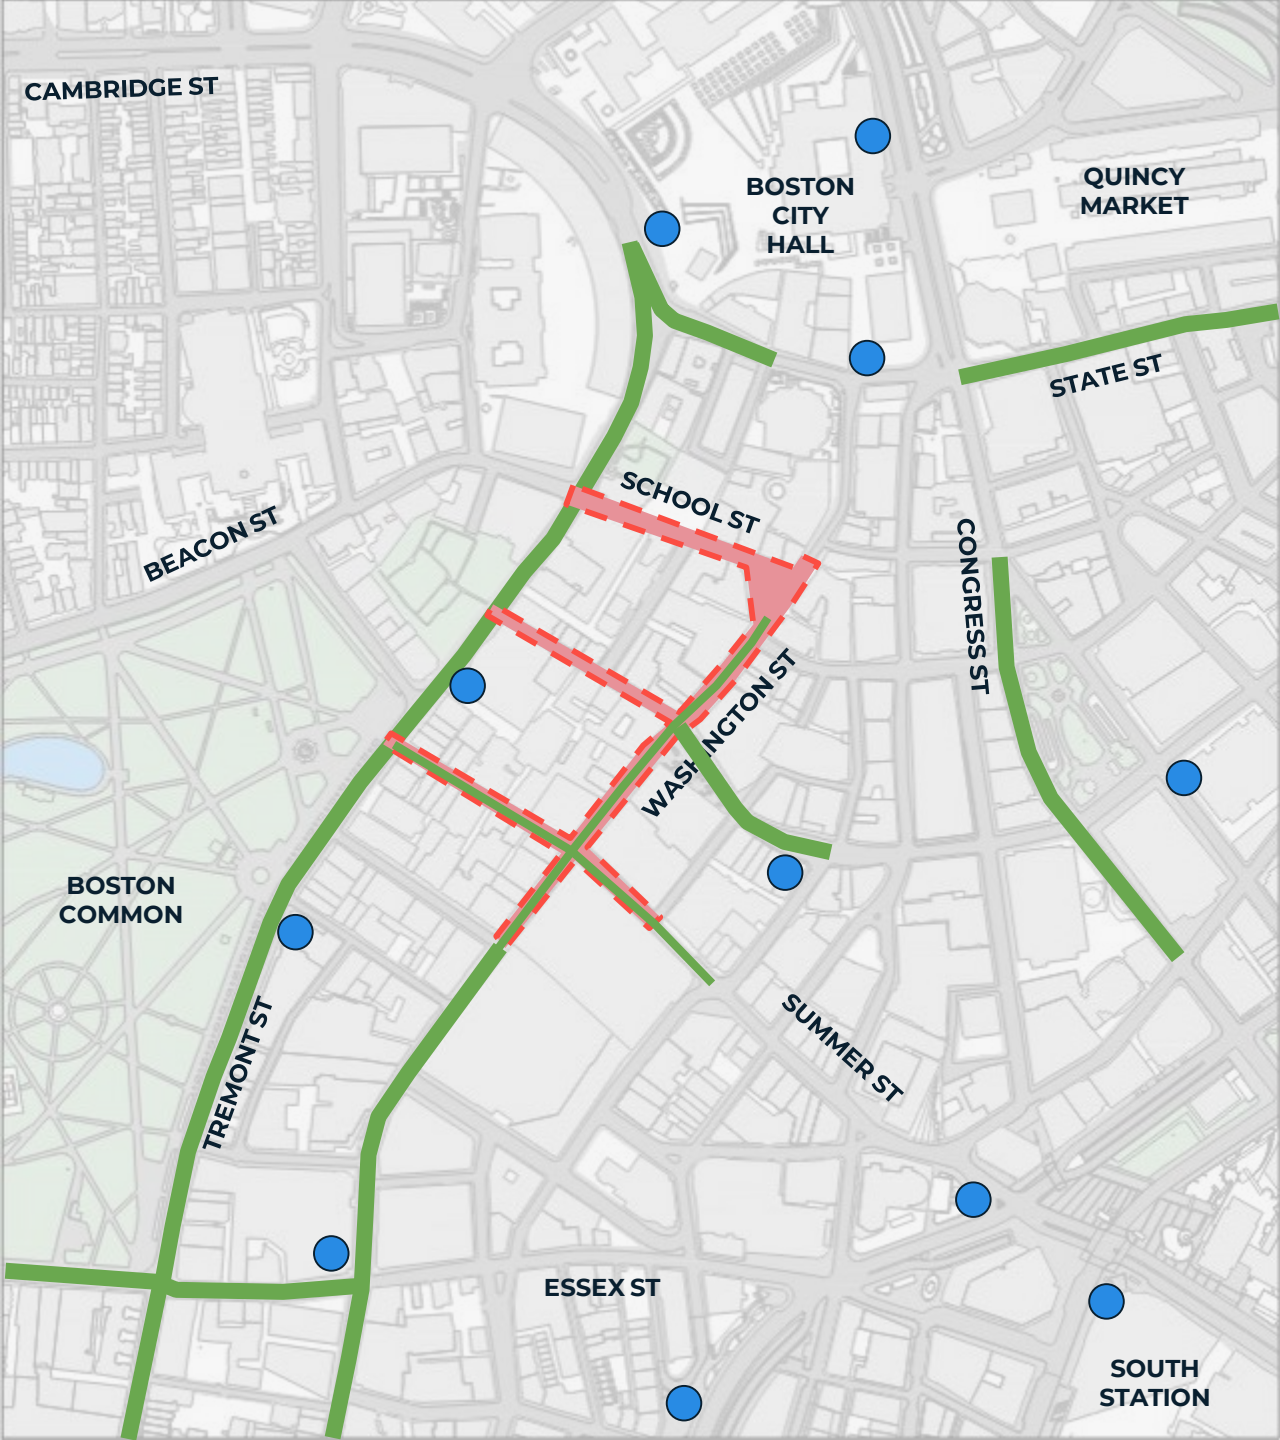 CAMBRIDGE ST
BOSTON
CITY
HALL
QUINCY
MARKET
STATE ST
SCHOOL ST
BEACON ST
CONGRESS ST
WASHINGTON ST
BOSTON
COMMON
TREMONT ST
SUMMER ST
ESSEX ST
SOUTH
STATION